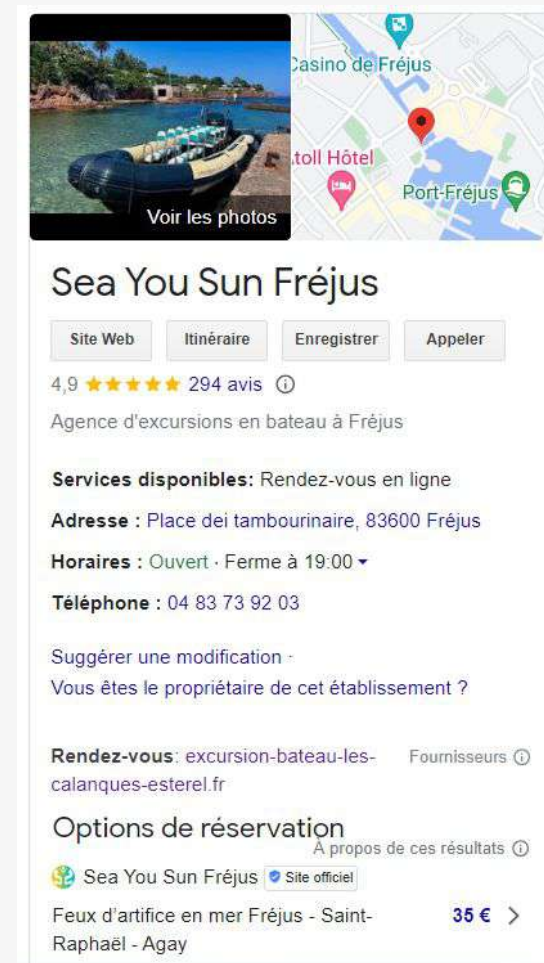 Casino de Fréjus
toll Hôtel
Port-Fréjus
Voir les photos
Sea You Sun Fréjus
Site Web Itinéraire Enregistrer Appeler
4,9 294 avis
Agence d'excursions en bateau à Fréjus
Services disponibles: Rendez-vous en ligne
Adresse : Place dei tambourinaire, 83600 Fréjus
Horaires : Ouvert · Ferme à 19:00
Téléphone : 04 83 73 92 03
Suggérer une modification ·
Vous êtes le propriétaire de cet établissement ?
Rendez-vous: excursion-bateau-les- Fournisseurs
calanques-esterel.fr
Options de réservation
À propos de ces résultats
Sea You Sun Fréjus Site officiel
Feux d'artifice en mer Fréjus - Saint- 35 €
Raphaël - Agay